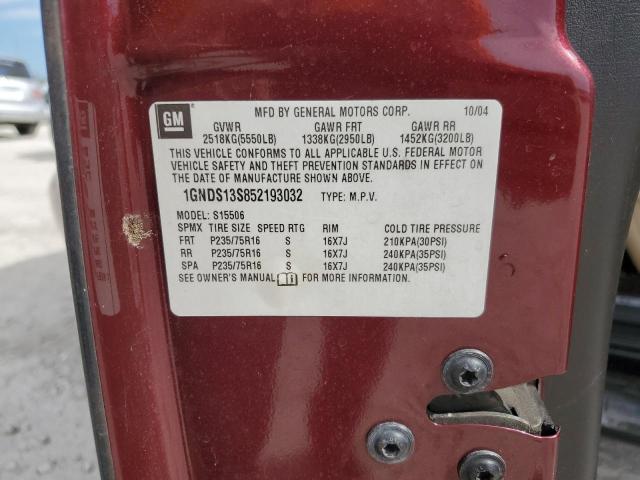 GM MFD BY GENERAL MOTORS CORP. 10/04
GVWR GAWR FRT GAWR RR
2518KG(5550LB) 1338KG(2950LB) 1452KG(3200LB)
THIS VEHICLE CONFORMS TO ALL APPLICABLE U.S. FEDERAL MOTOR
VEHICLE SAFETY AND THEFT PREVENTION STANDARDS IN EFFECT ON
THE DATE OF MANUFACTURE SHOWN ABOVE.
1GNDS13S852193032 TYPE: M.P.V.
MODEL: S15506
SPMX TIRE SIZE SPEED RTG RIM COLD TIRE PRESSURE
FRT P235/75R16 S 16X7J 210KPA(30PSI)
RR P235/75R16 S 16X7J 240KPA(35PSI)
SPA P235/75R16 S 16X7J 240KPA(35PSI)
SEE OWNER'S MANUAL FOR MORE INFORMATION.